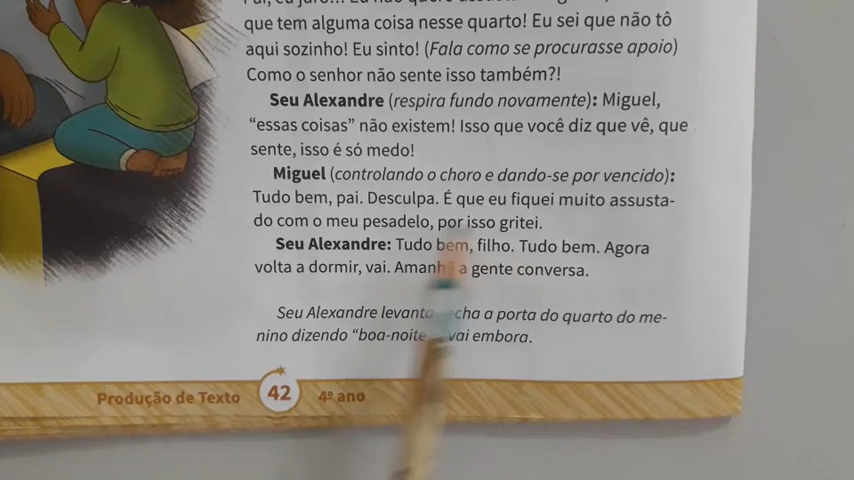 que tem alguma coisa nesse quarto! Eu sei que não tô
aqui sozinho! Eu sinto! (Fala como se procurasse apoio)
Como o senhor não sente isso também?!
Seu Alexandre (respira fundo novamente): Miguel,
“essas coisas” não existem! Isso que você diz que vê, que
sente, isso é só medo!
Miguel (controlando o choro e dando-se por vencido):
Tudo bem, pai. Desculpa. É que eu fiquei muito assusta-
do com o meu pesadelo, por isso gritei.
Seu Alexandre: Tudo bem, filho. Tudo bem. Agora
volta a dormir, vai. Amanhã a gente conversa.
Seu Alexandre levanta, fecha a porta do quarto do me-
nino dizendo “boa-noite vai embora.
Produção de Texto 42 4º ano